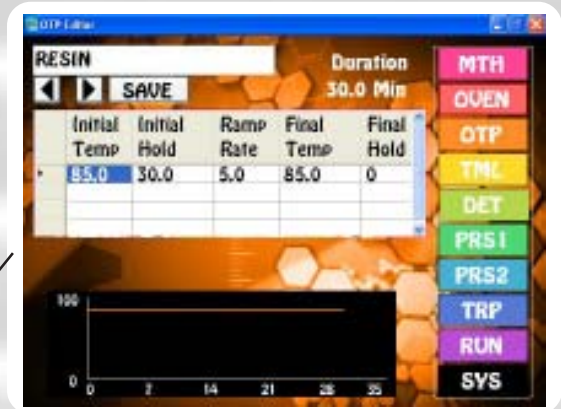 OTP Editor
RESIN
Duration
30.0 Min
SAVE
Initial Temp Initial Hold Ramp Rate Final Temp Final Hold
85.0 30.0 5.0 85.0 0
MTH
OVEN
OTP
TML
DET
PRS1
PRS2
TRP
RUN
SYS
100
0
0 7 14 21 28 35